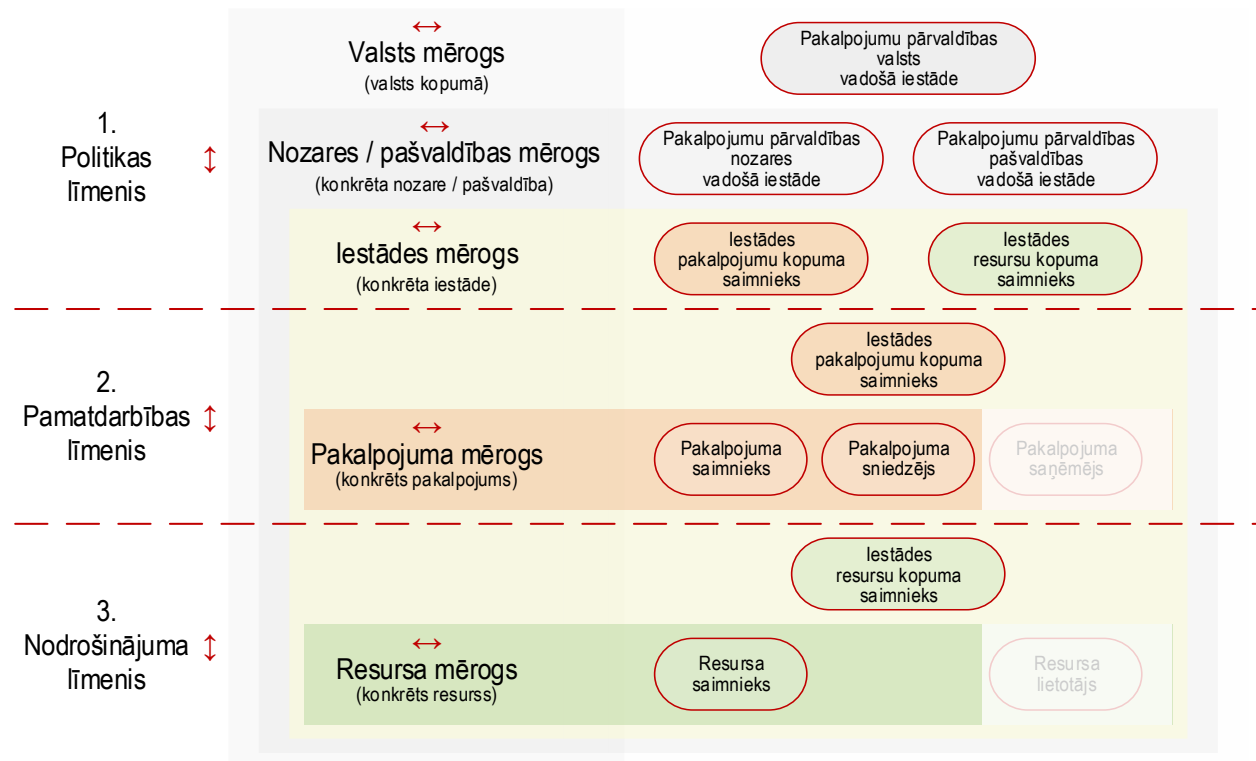 ↔
Valsts mērogs
(valsts kopumā)
Pakalpojumu pārvaldības
valsts
vadošā iestāde
1.
Politikas
līmenis
↕
↔
Nozares / pašvaldības mērogs
(konkrēta nozare / pašvaldība)
Pakalpojumu pārvaldības
nozares
vadošā iestāde
Pakalpojumu pārvaldības
pašvaldības
vadošā iestāde
↔
Iestādes mērogs
(konkrēta iestāde)
Iestādes
pakalpojumu kopuma
saimnieks
Iestādes
resursu kopuma
saimnieks
2.
Pamatdarbības
līmenis
↕
Iestādes
pakalpojumu kopuma
saimnieks
↔
Pakalpojuma mērogs
(konkrēts pakalpojums)
Pakalpojuma
saimnieks
Pakalpojuma
sniedzējs
Pakalpojuma
saņēmējs
3.
Nodrošinājuma
līmenis
↕
Iestādes
resursu kopuma
saimnieks
↔
Resursa mērogs
(konkrēts resurss)
Resursa
saimnieks
Resursa
lietotājs